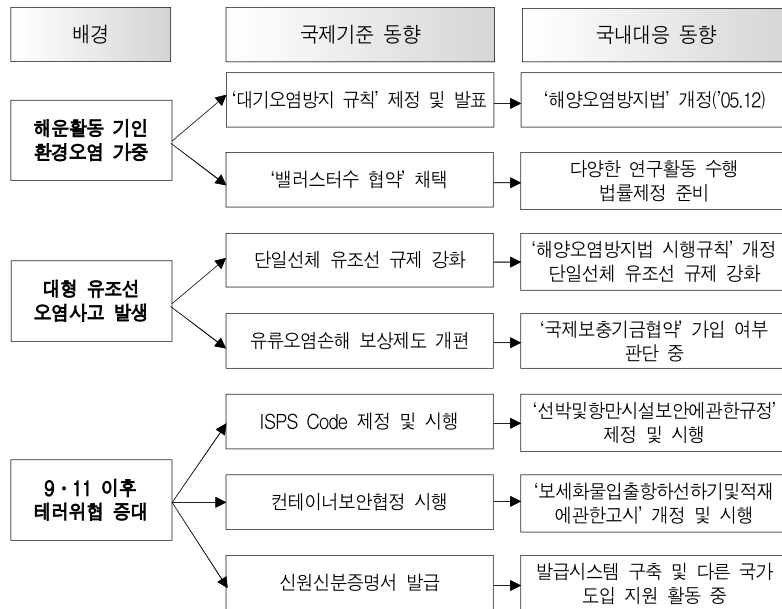 배경
국제기준 동향
국내대응 동향
해운활동 기인
환경오염 가중
‘대기오염방지 규칙’ 제정 및 발표
‘해양오염방지법’ 개정('05.12)
‘밸러스터수 협약’ 채택
다양한 연구활동 수행
법률제정 준비
대형 유조선
오염사고 발생
단일선체 유조선 규제 강화
‘해양오염방지법 시행규칙’ 개정
단일선체 유조선 규제 강화
유류오염손해 보상제도 개편
‘국제보충기금협약’ 가입 여부
판단 중
9·11 이후
테러위협 증대
ISPS Code 제정 및 시행
‘선박및항만시설보안에관한규정’
제정 및 시행
컨테이너보안협정 시행
‘보세화물입출항하선하기및적재
에관한고시’ 개정 및 시행
신원신분증명서 발급
발급시스템 구축 및 다른 국가
도입 지원 활동 중